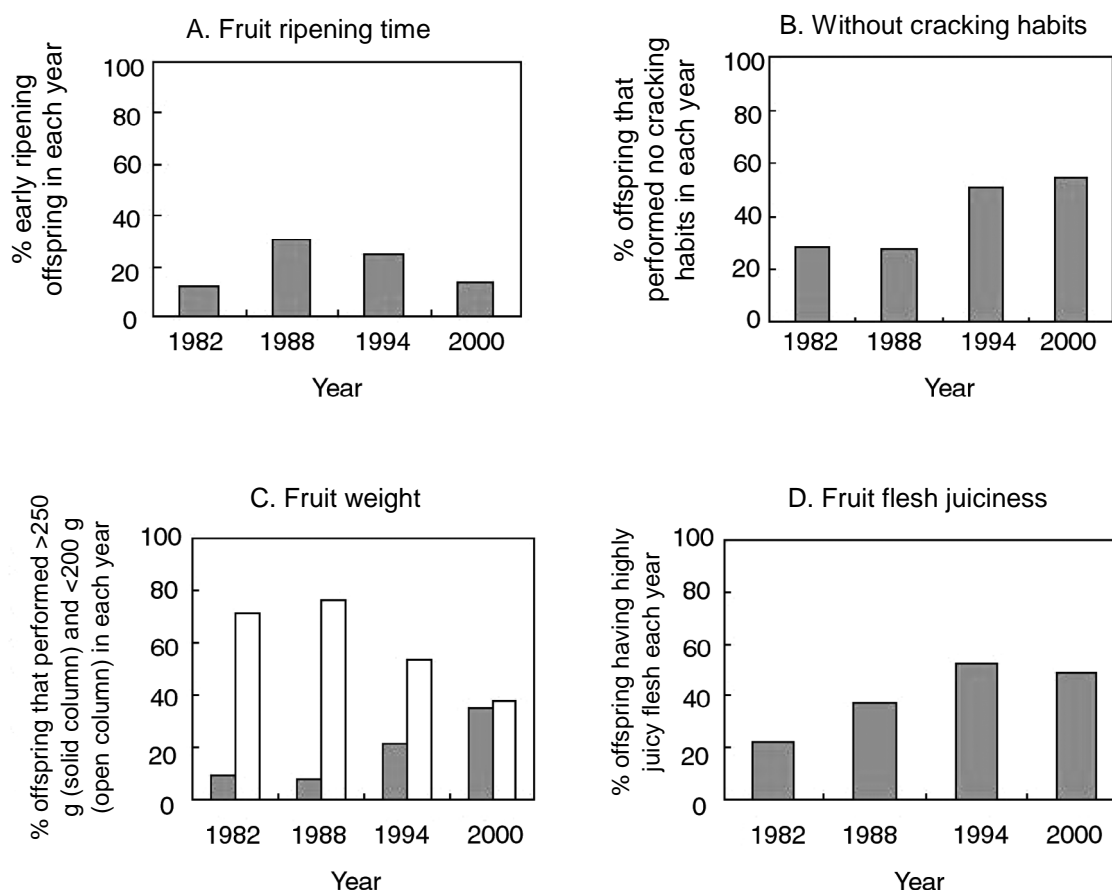 A. Fruit ripening time
% early ripening
offspring in each year
100
80
60
40
20
0
1982 1988 1994 2000
Year
B. Without cracking habits
% offspring that
performed no cracking
habits in each year
100
80
60
40
20
0
1982 1988 1994 2000
Year
C. Fruit weight
% offspring that performed >250
g (solid column) and <200 g
(open column) in each year
100
80
60
40
20
0
1982 1988 1994 2000
Year
D. Fruit flesh juiciness
% offspring having highly
juicy flesh each year
100
80
60
40
20
0
1982 1988 1994 2000
Year